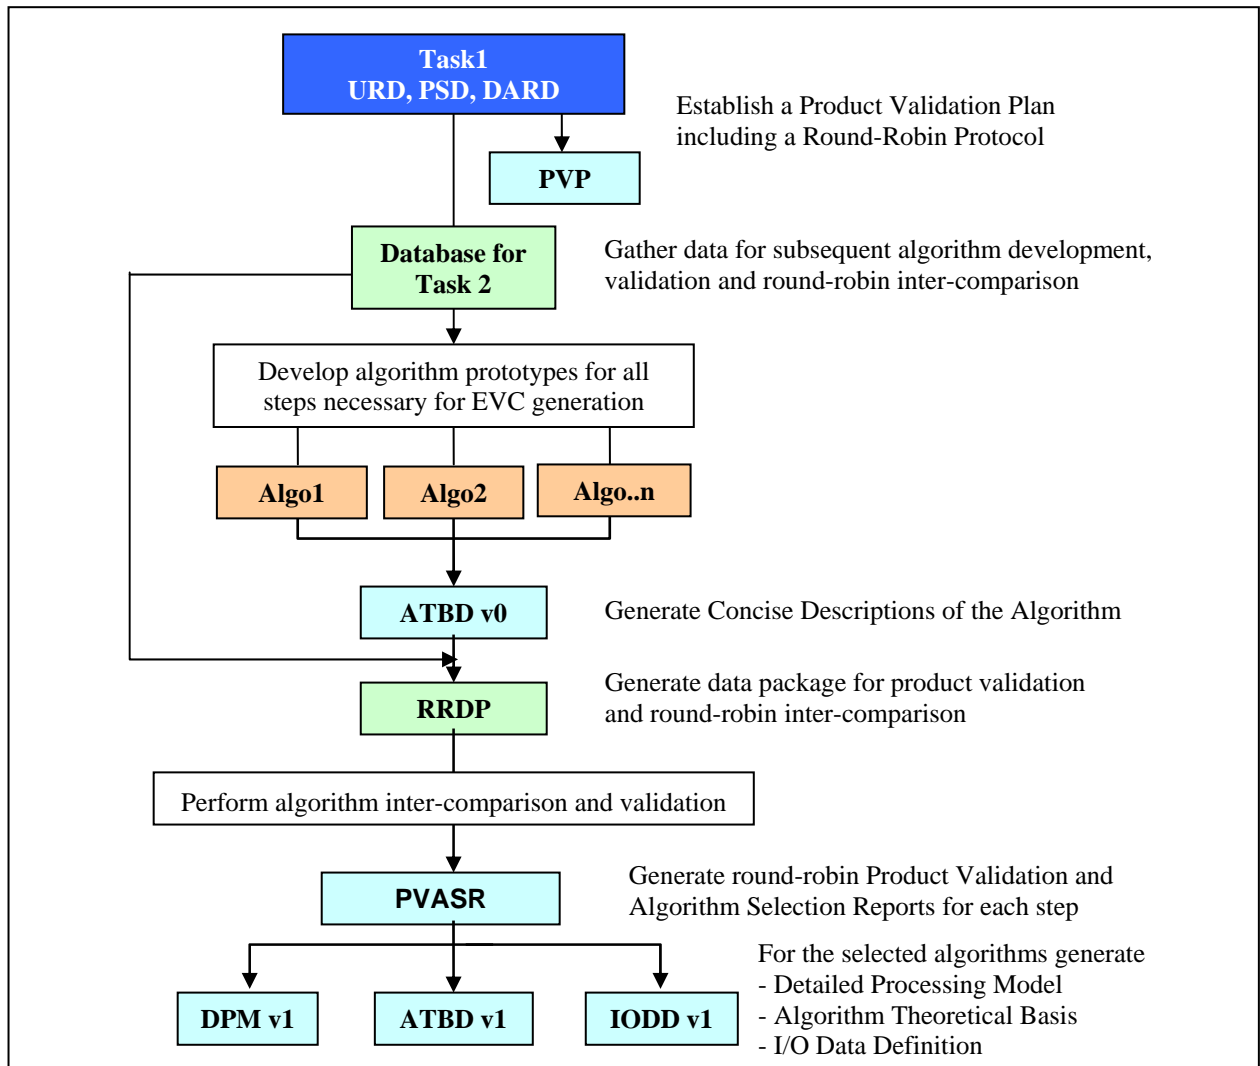 Task1
URD, PSD, DARD
Establish a Product Validation Plan
including a Round-Robin Protocol
PVP
Database for
Task 2
Gather data for subsequent algorithm development,
validation and round-robin inter-comparison
Develop algorithm prototypes for all
steps necessary for EVC generation
Algo1
Algo2
Algo..n
ATBD v0
Generate Concise Descriptions of the Algorithm
RRDP
Generate data package for product validation
and round-robin inter-comparison
Perform algorithm inter-comparison and validation
PVASR
Generate round-robin Product Validation and
Algorithm Selection Reports for each step
For the selected algorithms generate
- Detailed Processing Model
- Algorithm Theoretical Basis
- I/O Data Definition
DPM v1
ATBD v1
IODD v1